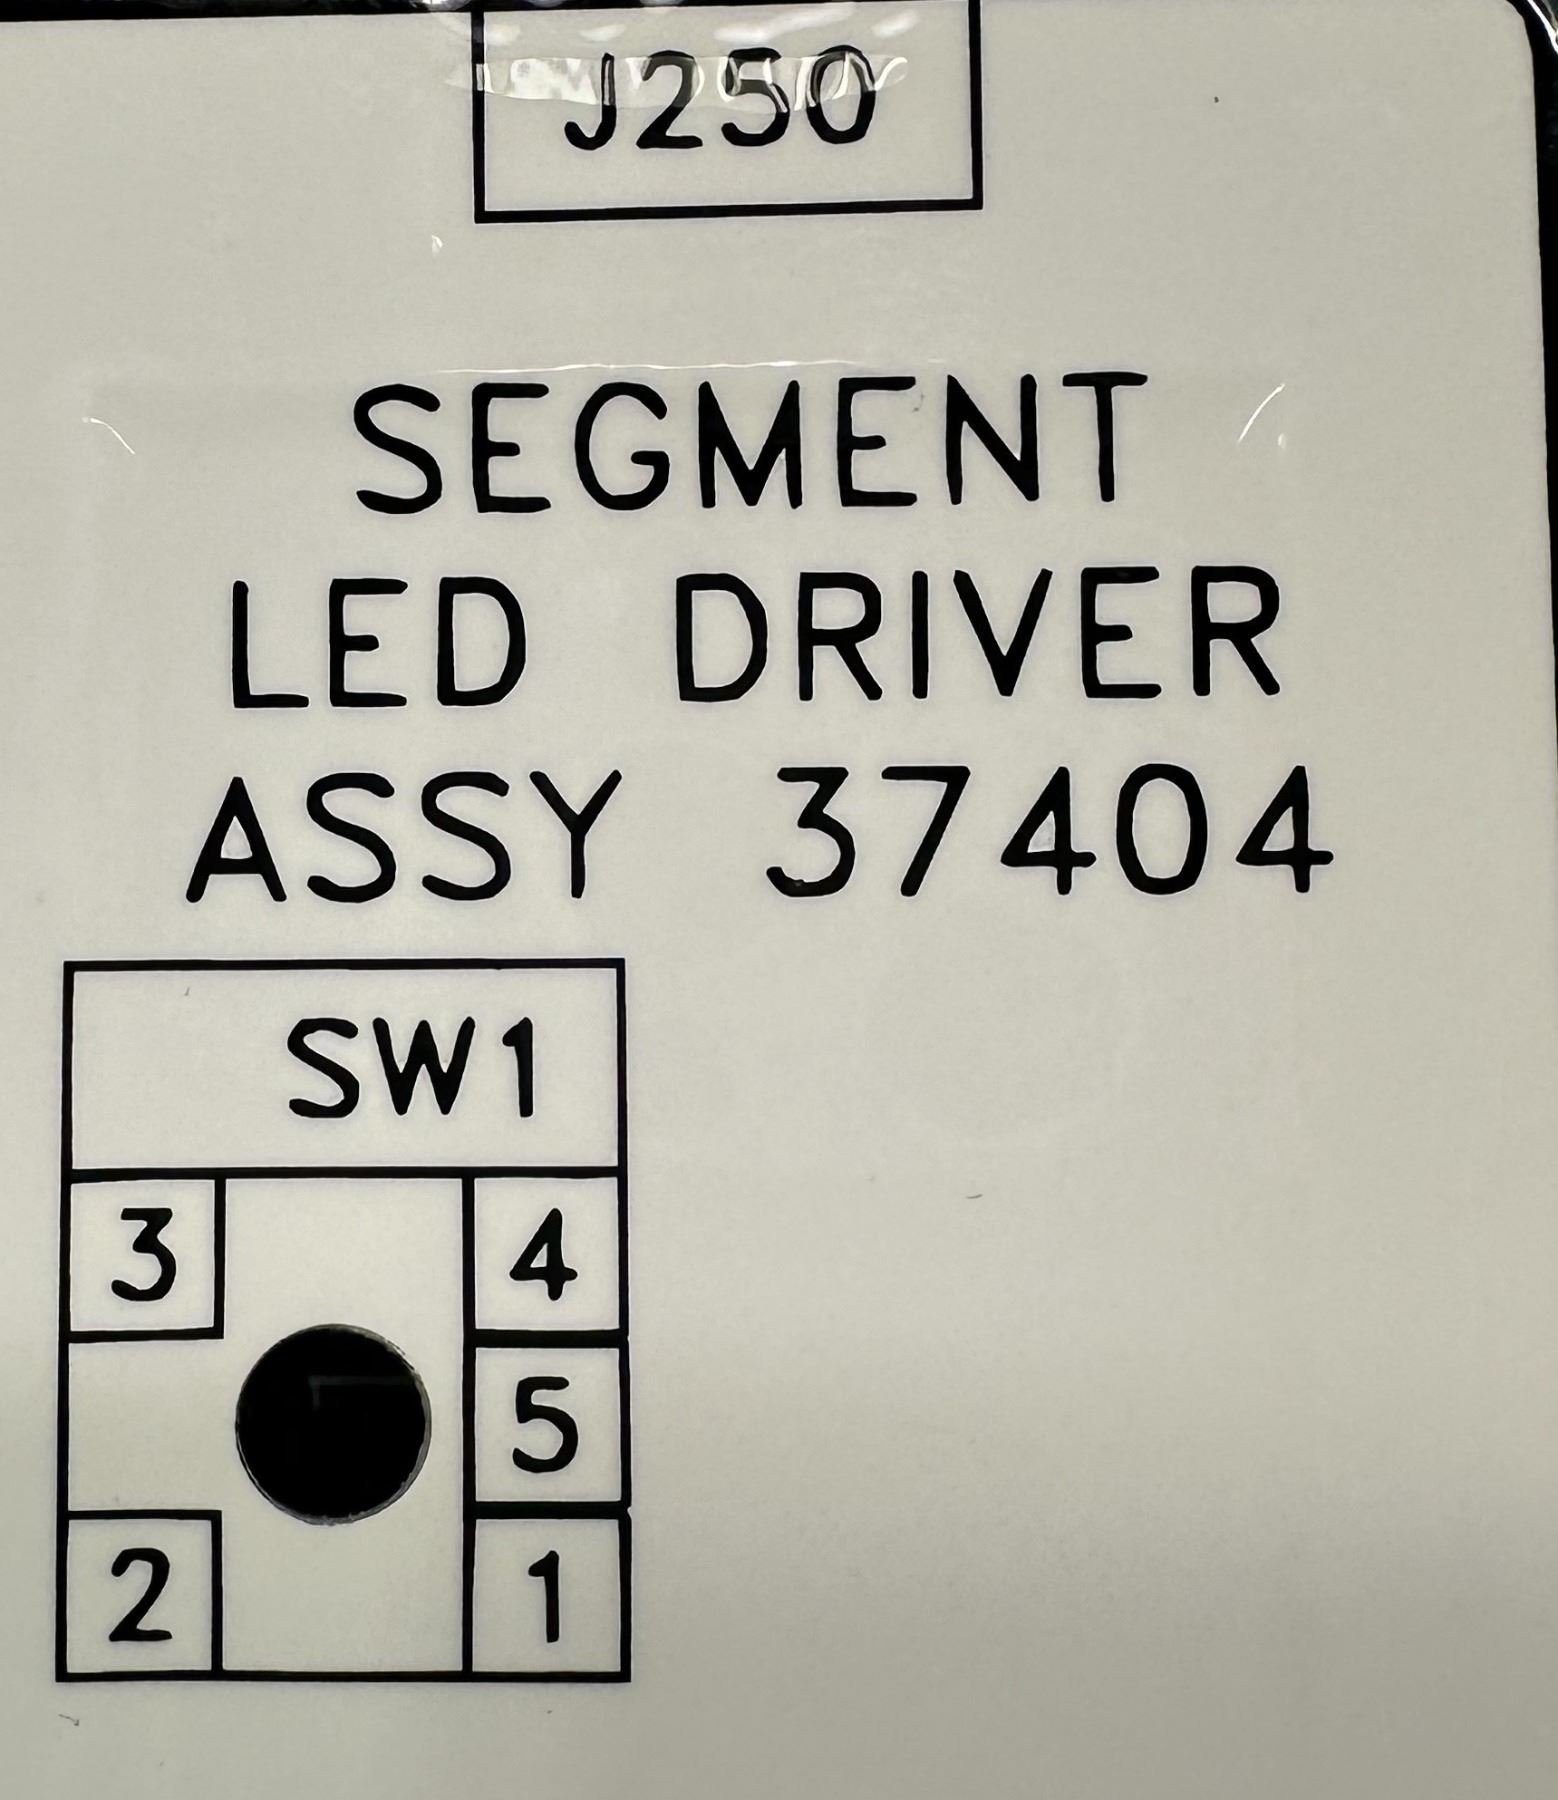 J250
SEGMENT
LED DRIVER
ASSY 37404
SW1
3 4
5
2 1